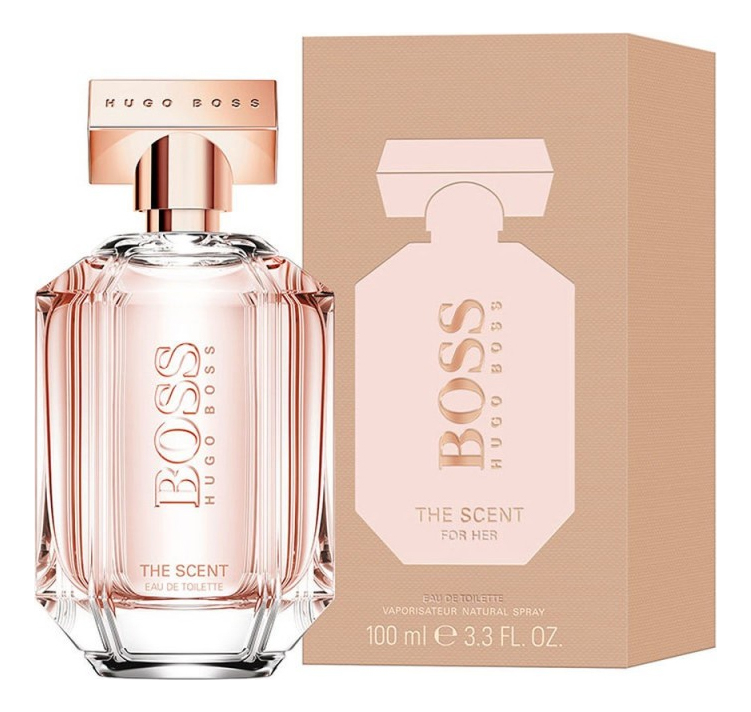 HUGO BOSS
BOSS
HUGO BOSS
THE SCENT
EAU DE TOILETTE
BOSS
HUGO BOSS
THE SCENT
FOR HER
EAU DE TOILETTE
VAPORISATEUR NATURAL SPRAY
100 ml ℮ 3.3 FL. OZ.